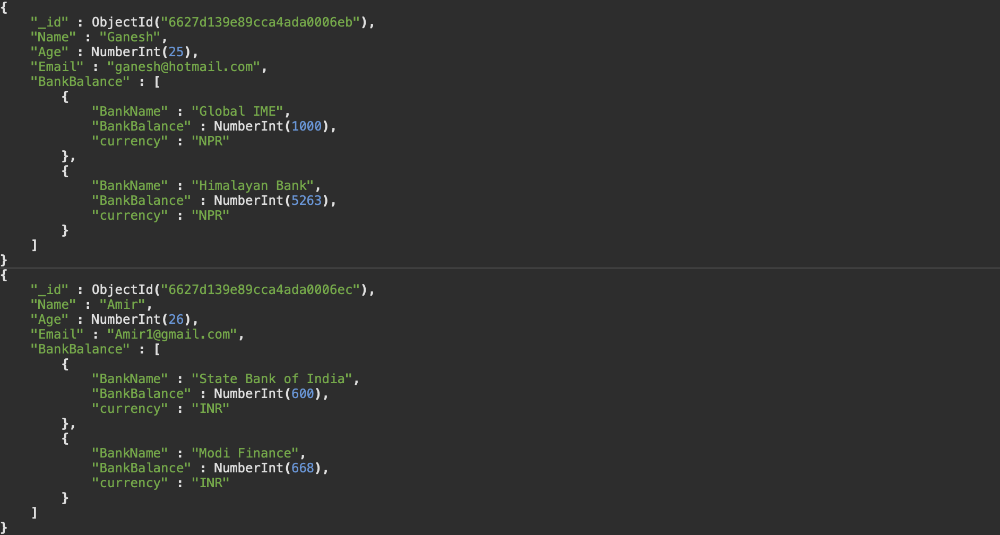 {
    "_id" : ObjectId("6627d139e89cca4ada0006eb"),
    "Name" : "Ganesh",
    "Age" : NumberInt(25),
    "Email" : "ganesh@hotmail.com",
    "BankBalance" : [
        {
            "BankName" : "Global IME",
            "BankBalance" : NumberInt(1000),
            "currency" : "NPR"
        },
        {
            "BankName" : "Himalayan Bank",
            "BankBalance" : NumberInt(5263),
            "currency" : "NPR"
        }
    ]
}
{
    "_id" : ObjectId("6627d139e89cca4ada0006ec"),
    "Name" : "Amir",
    "Age" : NumberInt(26),
    "Email" : "Amir1@gmail.com",
    "BankBalance" : [
        {
            "BankName" : "State Bank of India",
            "BankBalance" : NumberInt(600),
            "currency" : "INR"
        },
        {
            "BankName" : "Modi Finance",
            "BankBalance" : NumberInt(668),
            "currency" : "INR"
        }
    ]
}